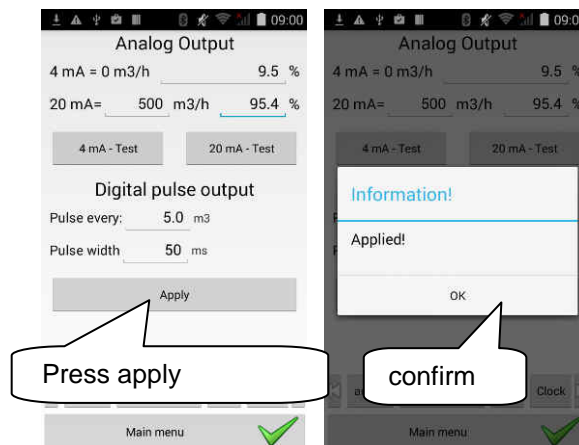 09:00
Analog Output
4 mA = 0 m3/h 9.5 %
20 mA= 500 m3/h 95.4 %
4 mA - Test 20 mA - Test
Digital pulse output
Pulse every: 5.0 m3
Pulse width 50 ms
Apply
Press apply
Main menu
09:0
Analog Output
4 mA = 0 m3/h 9.5 %
20 mA= 500 m3/h 95.4 %
4 mA - Test 20 mA - Test
Information!
Applied!
OK
confirm
Clock
Main menu